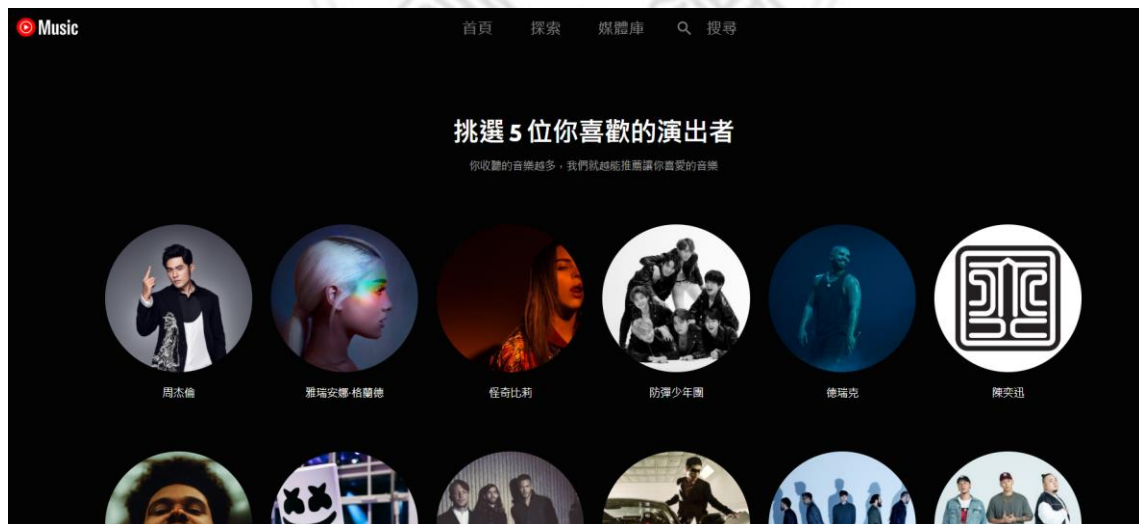 Music
首頁
探索
媒體庫
搜尋
挑選 5 位你喜歡的演出者
你收聽的音樂越多，我們就越能推薦讓你喜愛的音樂
周杰倫
雅瑞安娜·格蘭德
怪奇比莉
防彈少年團
德瑞克
陳奕迅